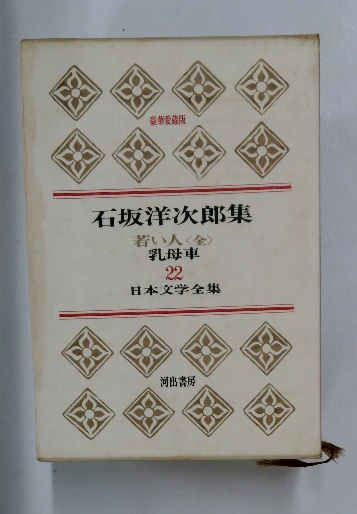 豪華愛蔵版
石坂洋次郎集
若い人〈全〉
乳母車
22
日本文学全集
河出書房